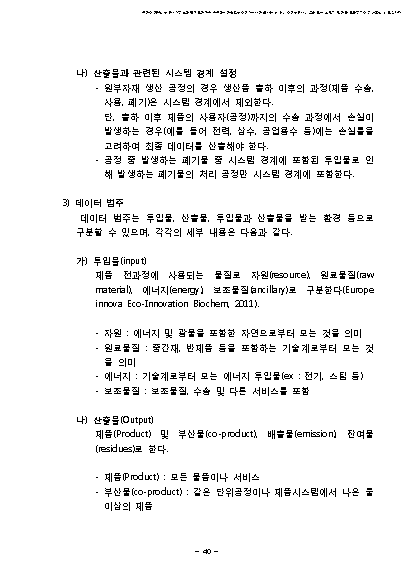 나) 산출물과 관련된 시스템 경계 설정
- 원부자재 생산 공정의 경우 생산품 출하 이후의 과정(제품 수송,
사용, 폐기)은 시스템 경계에서 제외한다.
단, 출하 이후 제품의 사용자(공정)까지의 수송 과정에서 손실이
발생하는 경우(예를 들어 전력, 상수, 공업용수 등)에는 손실률을
고려하여 최종 데이터를 산출해야 한다.
- 공정 중 발생하는 폐기물 중 시스템 경계에 포함된 투입물로 인
해 발생하는 폐기물의 처리 공정만 시스템 경계에 포함한다.
3) 데이터 범주
데이터 범주는 투입물, 산출물, 투입물과 산출물을 받는 환경 등으로
구분할 수 있으며, 각각의 세부 내용은 다음과 같다.
가) 투입물(input)
제품 전과정에 사용되는 물질로 자원(resource), 원료물질(raw
material), 에너지(energy), 보조물질(ancillary)로 구분한다(Europe
innova Eco-Innovation Biochem, 2011).
- 자원 : 에너지 및 광물을 포함한 자연으로부터 오는 것을 의미
- 원료물질 : 중간재, 반제품 등을 포함하는 기술계로부터 오는 것
을 의미
- 에너지 : 기술계로부터 오는 에너지 투입물(ex : 전기, 스팀 등)
- 보조물질 : 보조물질, 수송 및 다른 서비스를 포함
나) 산출물(Output)
제품(Product) 및 부산물(co-product), 배출물(emission), 잔여물
(residues)로 한다.
- 제품(Product) : 모든 물품이나 서비스
- 부산물(co-product) : 같은 단위공정이나 제품시스템에서 나온 둘
이상의 제품
- 40 -